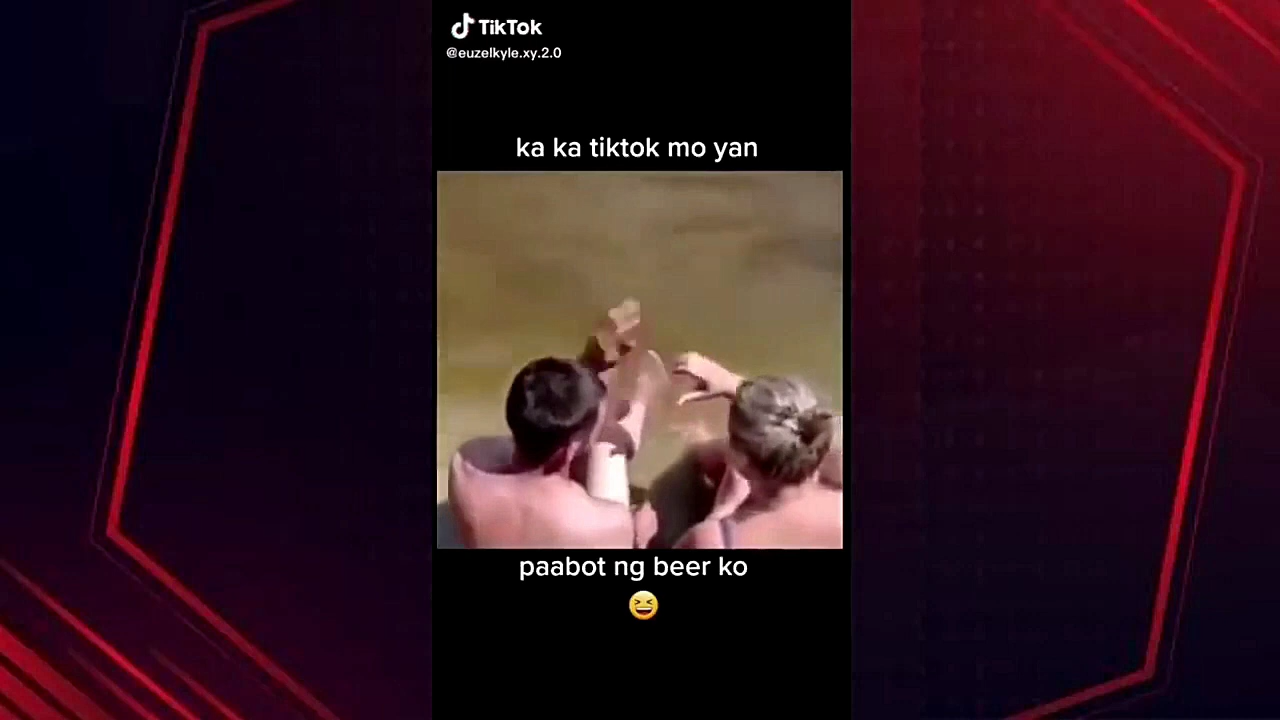 TikTok
@euzelkyle.xy.2.0
ka ka tiktok mo yan
paabot ng beer ko
😆